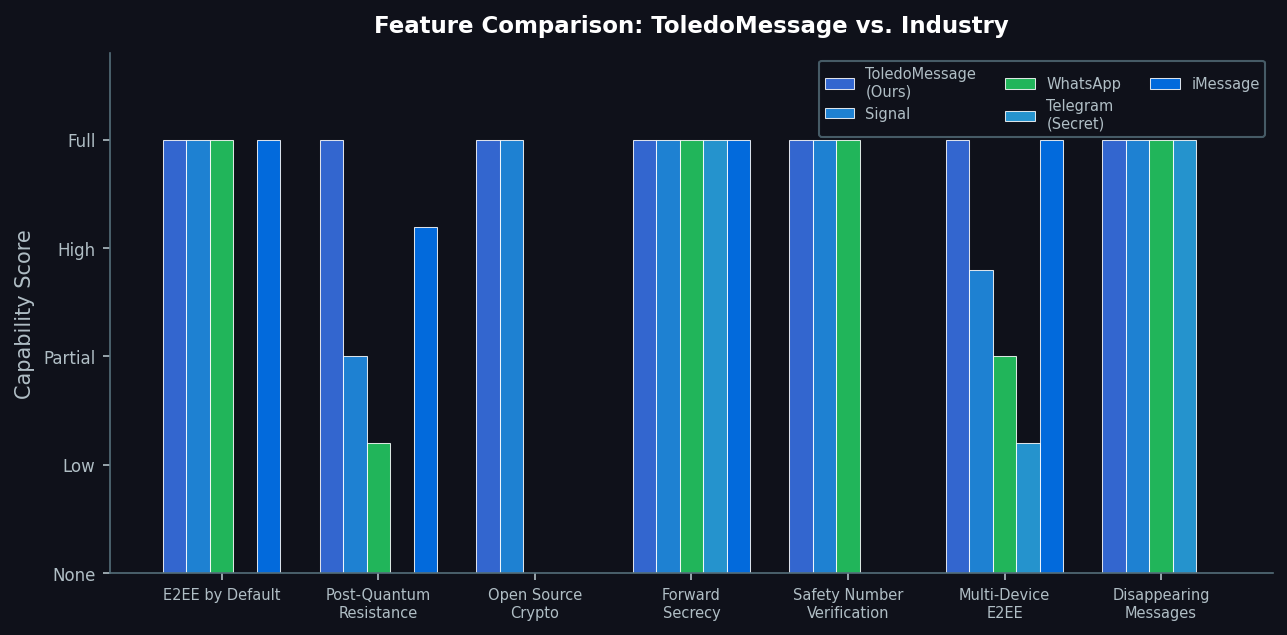 Feature Comparison: ToledoMessage vs. Industry
ToledoMessage
(Ours)
Signal
WhatsApp
Telegram
(Secret)
iMessage
Capability Score
Full
High
Partial
Low
None
E2EE by Default
Post-Quantum
Resistance
Open Source
Crypto
Forward
Secrecy
Safety Number
Verification
Multi-Device
E2EE
Disappearing
Messages